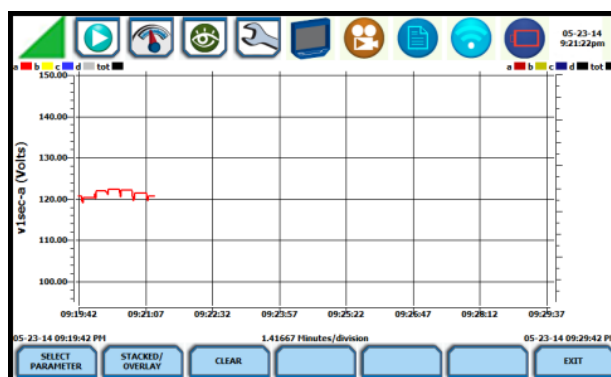 05-23-14
9:21:22pm
a b c d tot
a b c d tot
150.00
140.00
130.00
120.00
110.00
100.00
v1sec-a (Volts)
09:19:42 09:21:07 09:22:32 09:23:57 09:25:22 09:26:47 09:28:12 09:29:37
05-23-14 09:19:42 PM 1.41667 Minutes/division 05-23-14 09:29:42 PM
SELECT PARAMETER
STACKED/ OVERLAY
CLEAR
EXIT